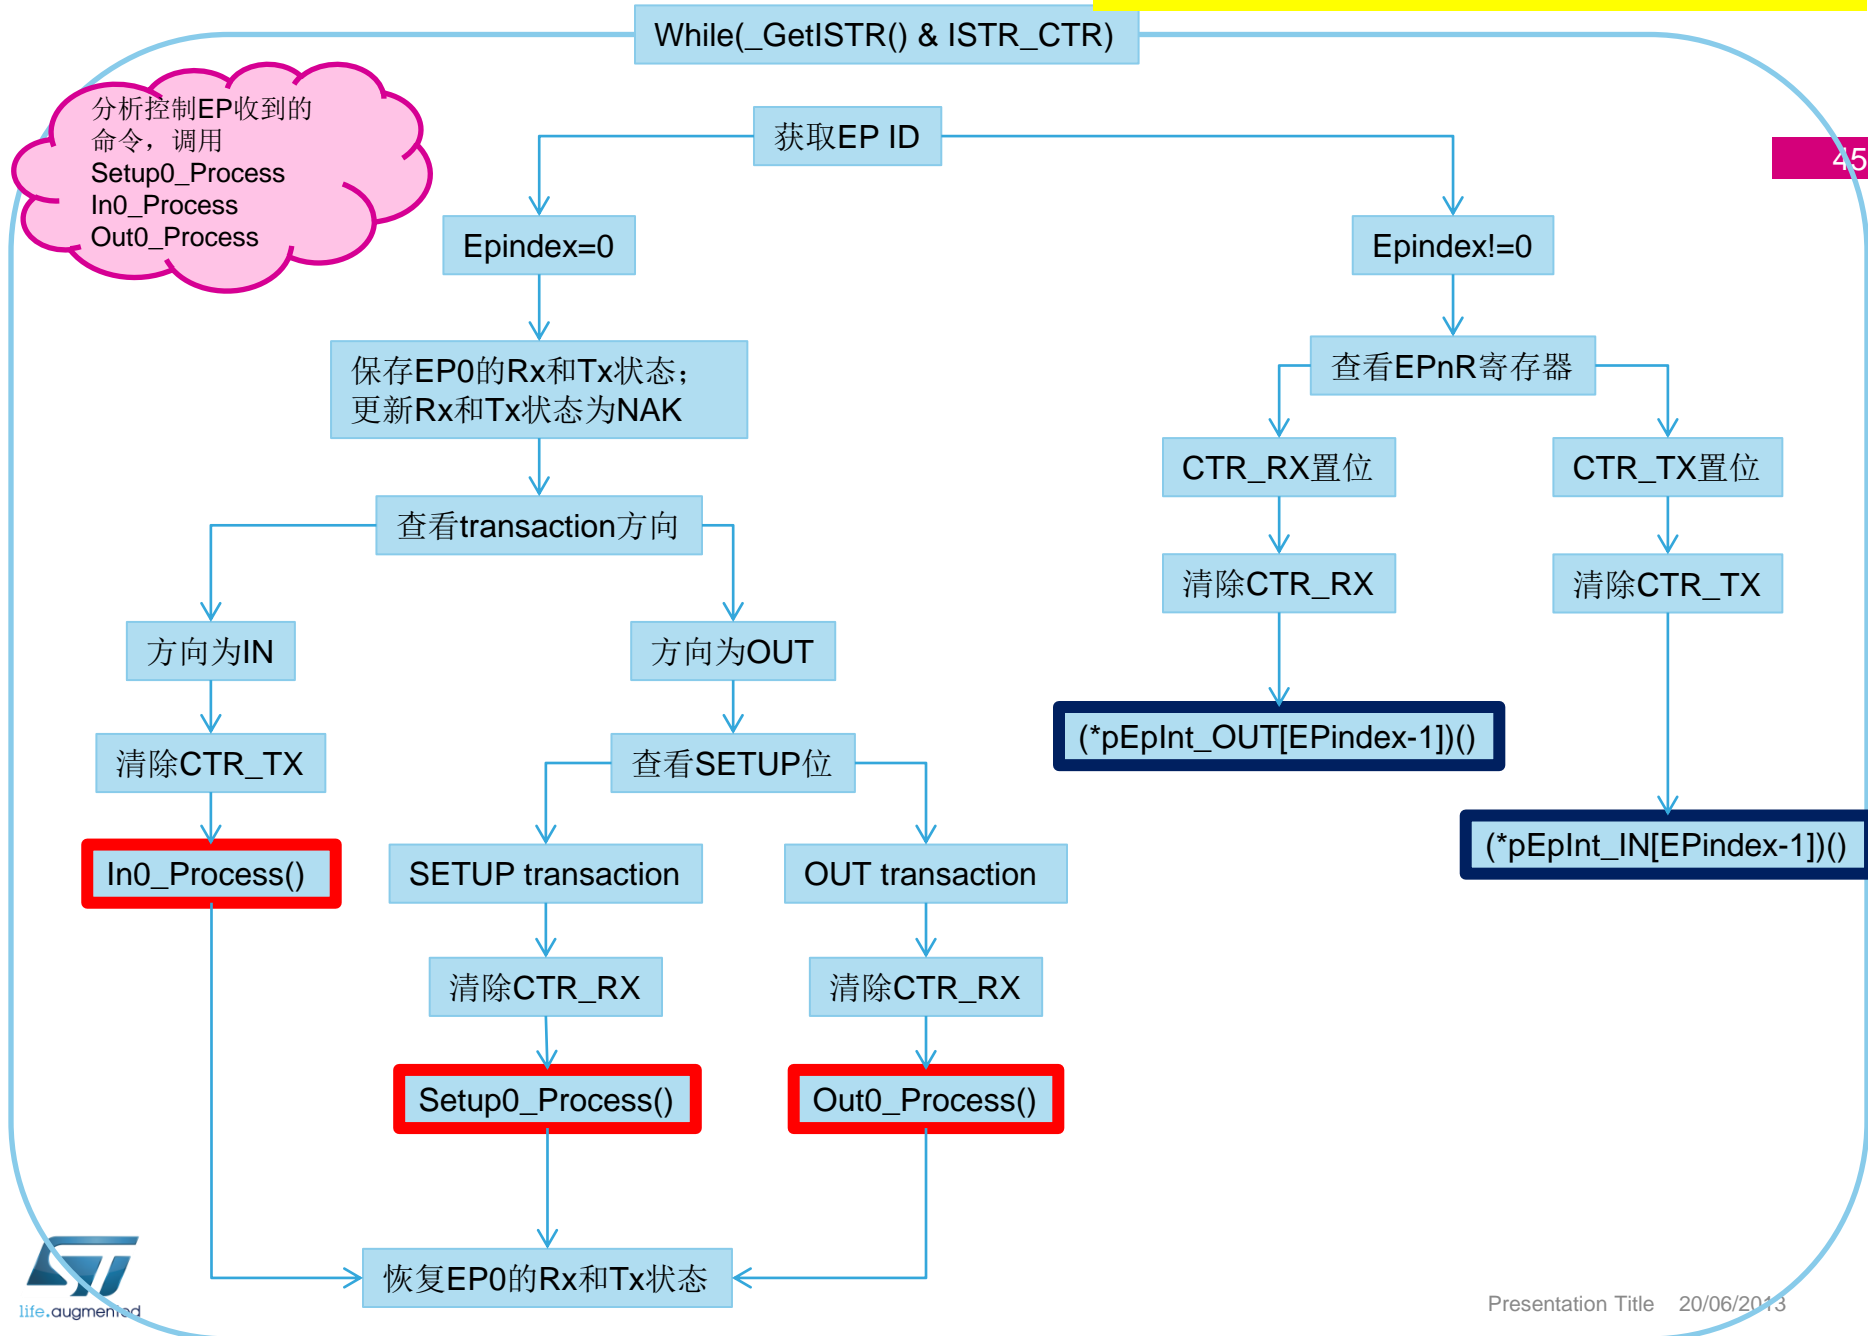 While(_GetISTR() & ISTR_CTR)
分析控制EP收到的
命令，调用
Setup0_Process
In0_Process
Out0_Process
获取EP ID
45
Epindex=0
Epindex!=0
保存EP0的Rx和Tx状态；
更新Rx和Tx状态为NAK
查看EPnR寄存器
CTR_RX置位
CTR_TX置位
查看transaction方向
清除CTR_RX
清除CTR_TX
方向为IN
方向为OUT
(*pEpInt_OUT[EPindex-1])()
清除CTR_TX
查看SETUP位
(*pEpInt_IN[EPindex-1])()
In0_Process()
SETUP transaction
OUT transaction
清除CTR_RX
清除CTR_RX
Setup0_Process()
Out0_Process()
恢复EP0的Rx和Tx状态
life.augmented
Presentation Title 20/06/2013